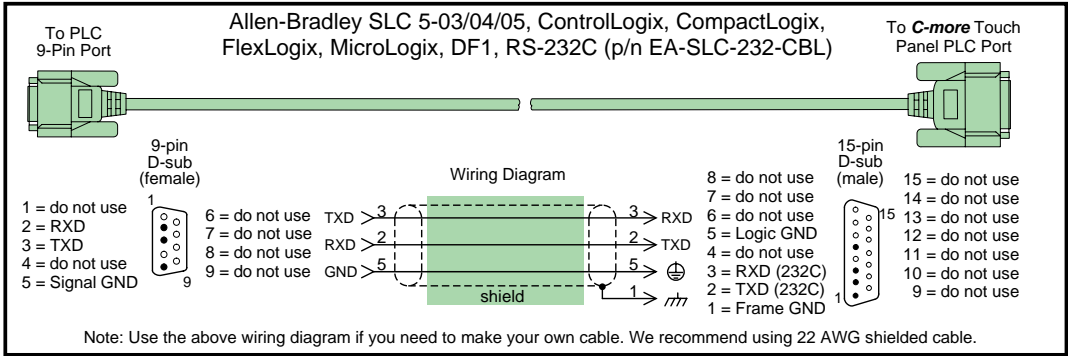 Allen-Bradley SLC 5-03/04/05, ControlLogix, CompactLogix,
FlexLogix, MicroLogix, DF1, RS-232C (p/n EA-SLC-232-CBL)
To PLC
9-Pin Port
To C-more Touch
Panel PLC Port
9-pin
D-sub
(female)
1
9
1 = do not use
2 = RXD
3 = TXD
4 = do not use
5 = Signal GND
6 = do not use
7 = do not use
8 = do not use
9 = do not use
Wiring Diagram
TXD 3 3 RXD
RXD 2 2 TXD
GND 5 5
1
shield
15-pin
D-sub
(male)
15
1
8 = do not use
7 = do not use
6 = do not use
5 = Logic GND
4 = do not use
3 = RXD (232C)
2 = TXD (232C)
1 = Frame GND
15 = do not use
14 = do not use
13 = do not use
12 = do not use
11 = do not use
10 = do not use
9 = do not use
Note: Use the above wiring diagram if you need to make your own cable. We recommend using 22 AWG shielded cable.